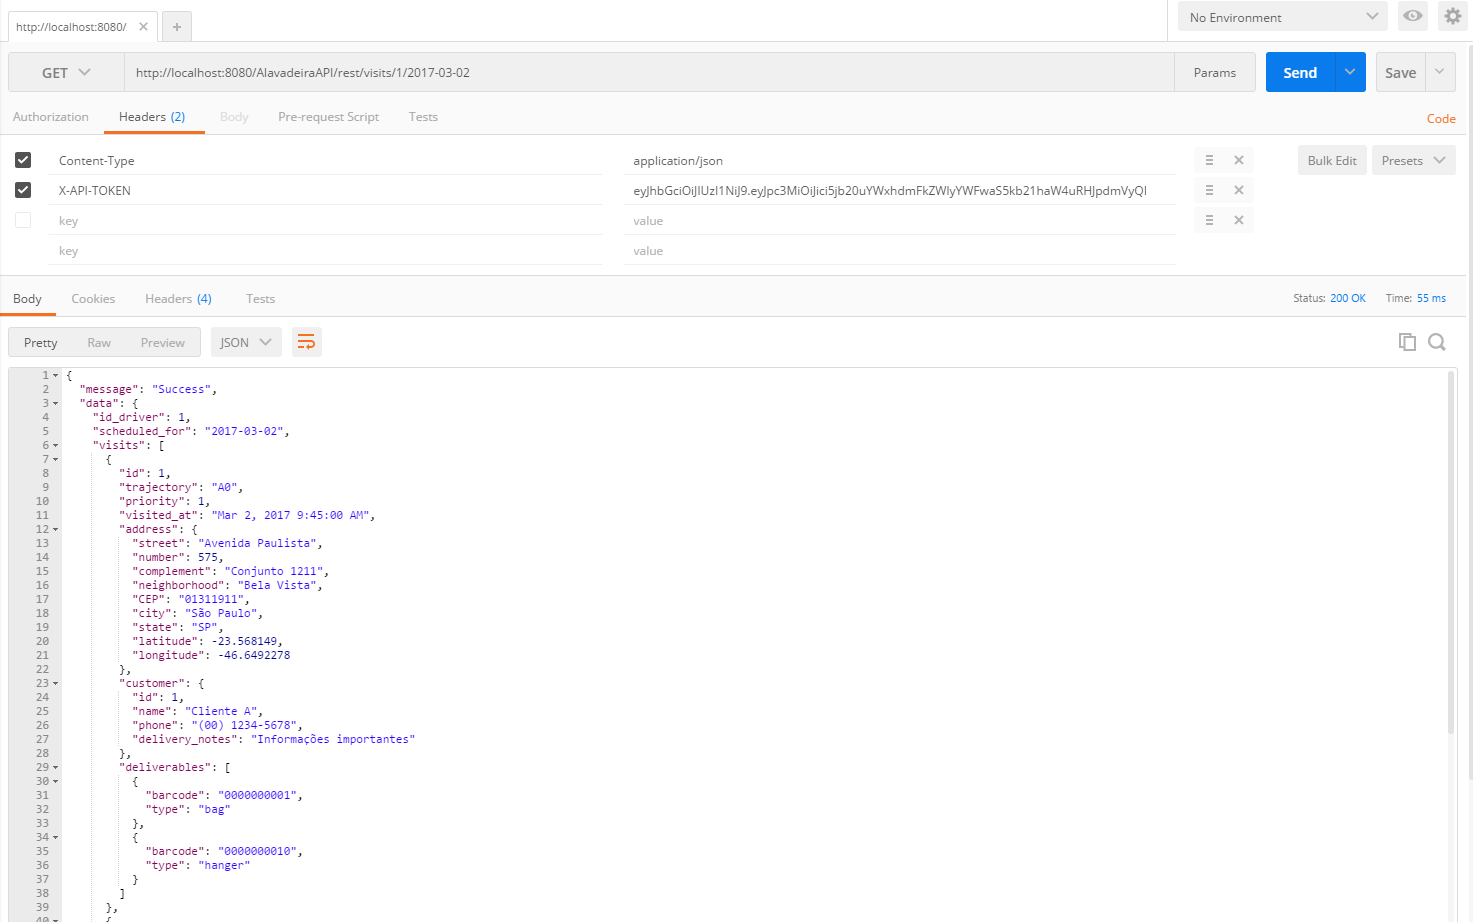 http://localhost:8080/
No Environment
GET
http://localhost:8080/AlavadeiraAPI/rest/visits/1/2017-03-02
Params
Send
Save
Authorization
Headers (2)
Body
Pre-request Script
Tests
Code
Content-Type
application/json
Bulk Edit
Presets
X-API-TOKEN
key
value
key
value
Body
Cookies
Headers (4)
Tests
Status: 200 OK
Time: 55 ms
Pretty
Raw
Preview
JSON
1 {
2 "message": "Success",
3 "data": {
4 "id_driver": 1,
5 "scheduled_for": "2017-03-02",
6 "visits": [
7 {
8 "id": 1,
9 "trajectory": "A0",
10 "priority": 1,
11 "visited_at": "Mar 2, 2017 9:45:00 AM",
12 "address": {
13 "street": "Avenida Paulista",
14 "number": 575,
15 "complement": "Conjunto 1211",
16 "neighborhood": "Bela Vista",
17 "CEP": "01311911",
18 "city": "São Paulo",
19 "state": "SP",
20 "latitude": -23.568149,
21 "longitude": -46.6492278
22 },
23 "customer": {
24 "id": 1,
25 "name": "Cliente A",
26 "phone": "(00) 1234-5678",
27 "delivery_notes": "Informações importantes"
28 },
29 "deliverables": [
30 {
31 "barcode": "0000000001",
32 "type": "bag"
33 },
34 {
35 "barcode": "0000000010",
36 "type": "hanger"
37 }
38 ]
39 },
40 {